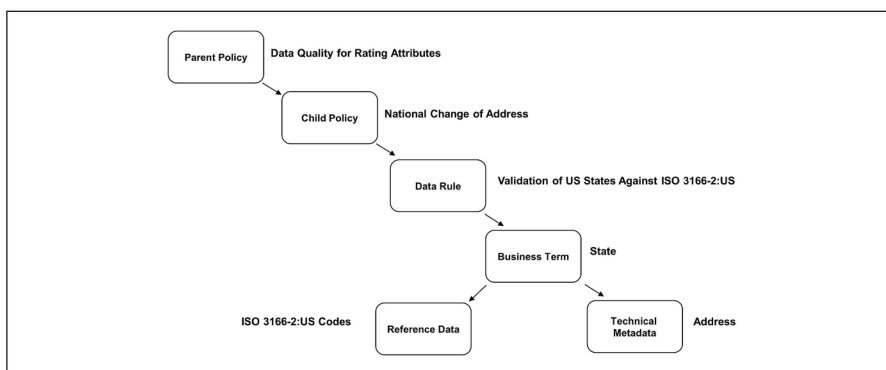 Parent Policy
Data Quality for Rating Attributes
Child Policy
National Change of Address
Data Rule
Validation of US States Against ISO 3166-2:US
Business Term
State
ISO 3166-2:US Codes
Reference Data
Technical
Metadata
Address